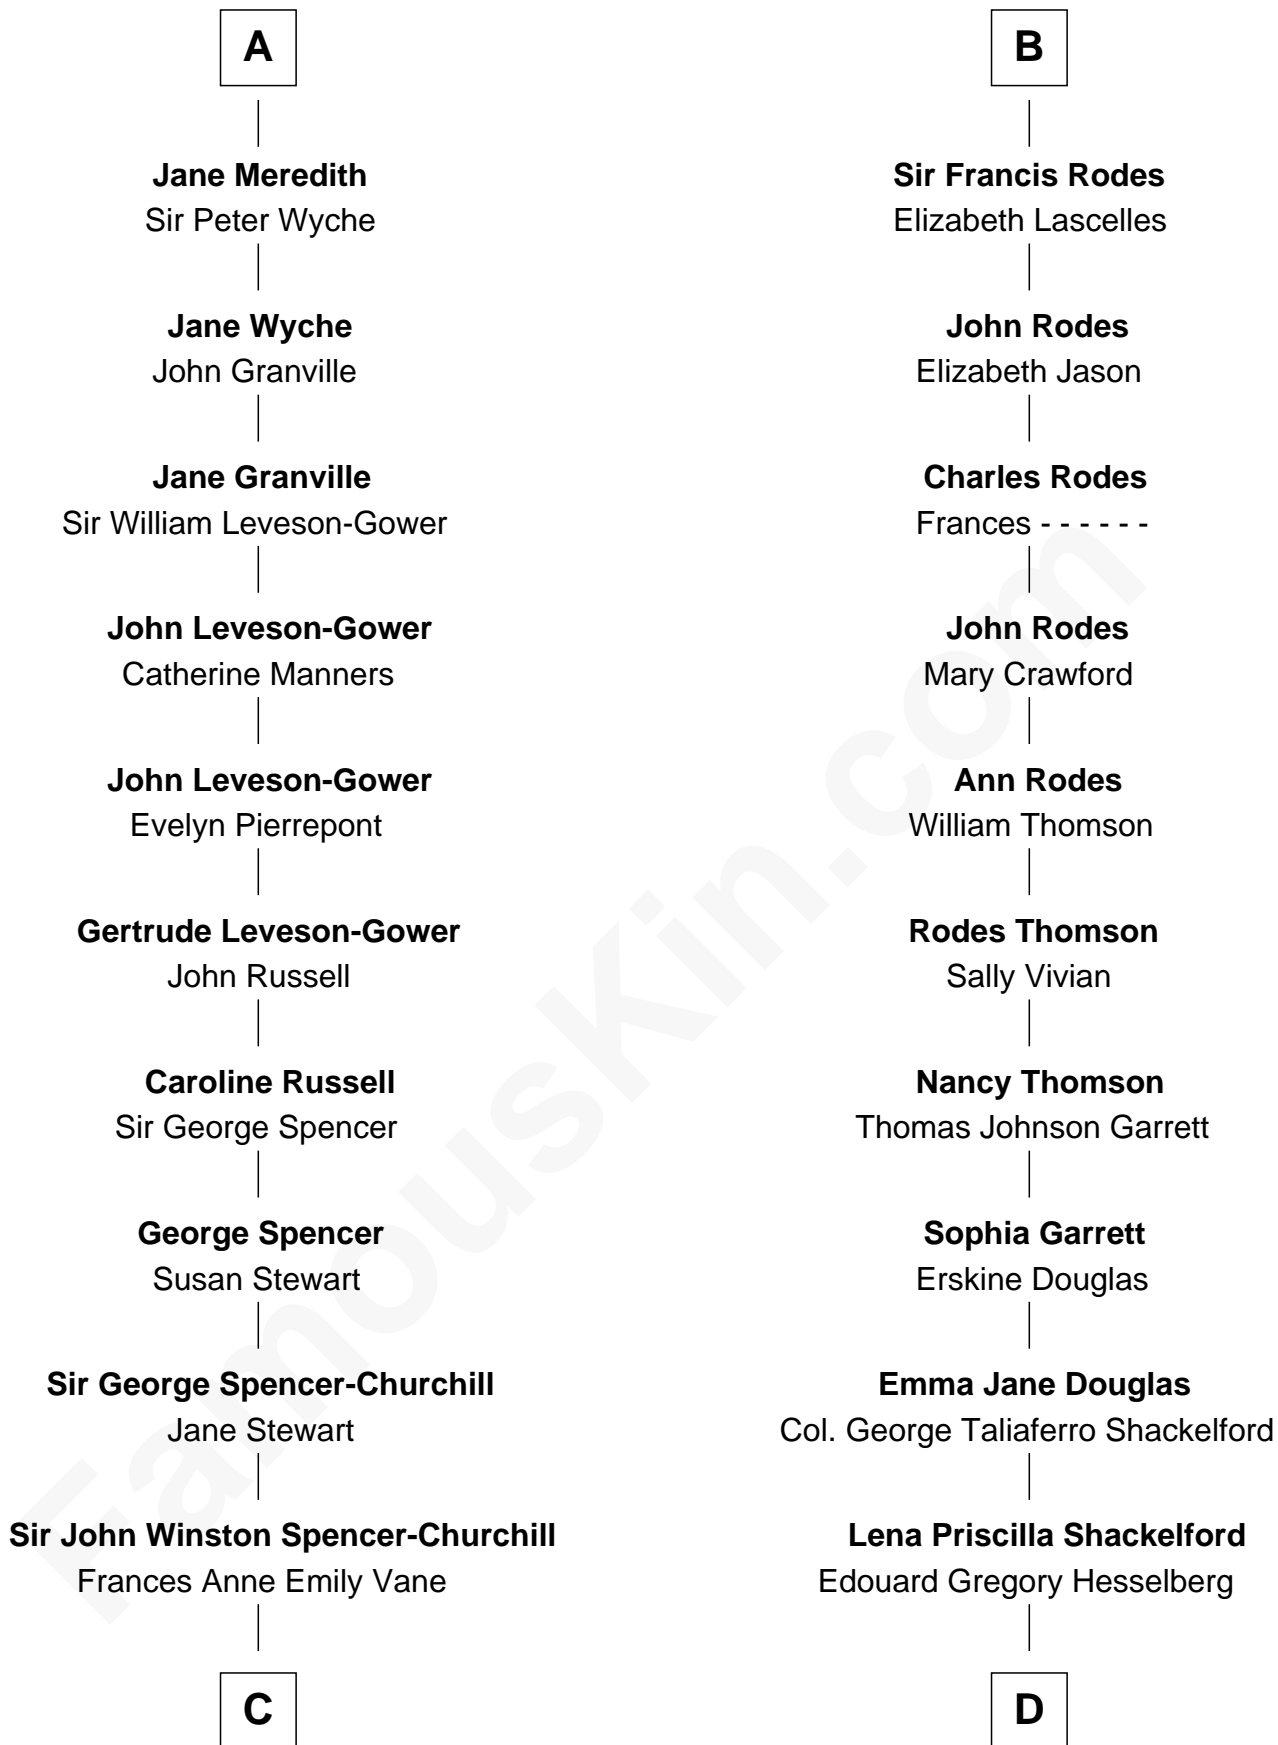 A
Jane Meredith
Sir Peter Wyche
Jane Wyche
John Granville
Jane Granville
Sir William Leveson-Gower
John Leveson-Gower
Catherine Manners
John Leveson-Gower
Evelyn Pierrepont
Gertrude Leveson-Gower
John Russell
Caroline Russell
Sir George Spencer
George Spencer
Susan Stewart
Sir George Spencer-Churchill
Jane Stewart
Sir John Winston Spencer-Churchill
Frances Anne Emily Vane
C
B
Sir Francis Rodes
Elizabeth Lascelles
John Rodes
Elizabeth Jason
Charles Rodes
Frances - - - - - -
John Rodes
Mary Crawford
Ann Rodes
William Thomson
Rodes Thomson
Sally Vivian
Nancy Thomson
Thomas Johnson Garrett
Sophia Garrett
Erskine Douglas
Emma Jane Douglas
Col. George Taliaferro Shackelford
Lena Priscilla Shackelford
Edouard Gregory Hesselberg
D
FamousKin.com